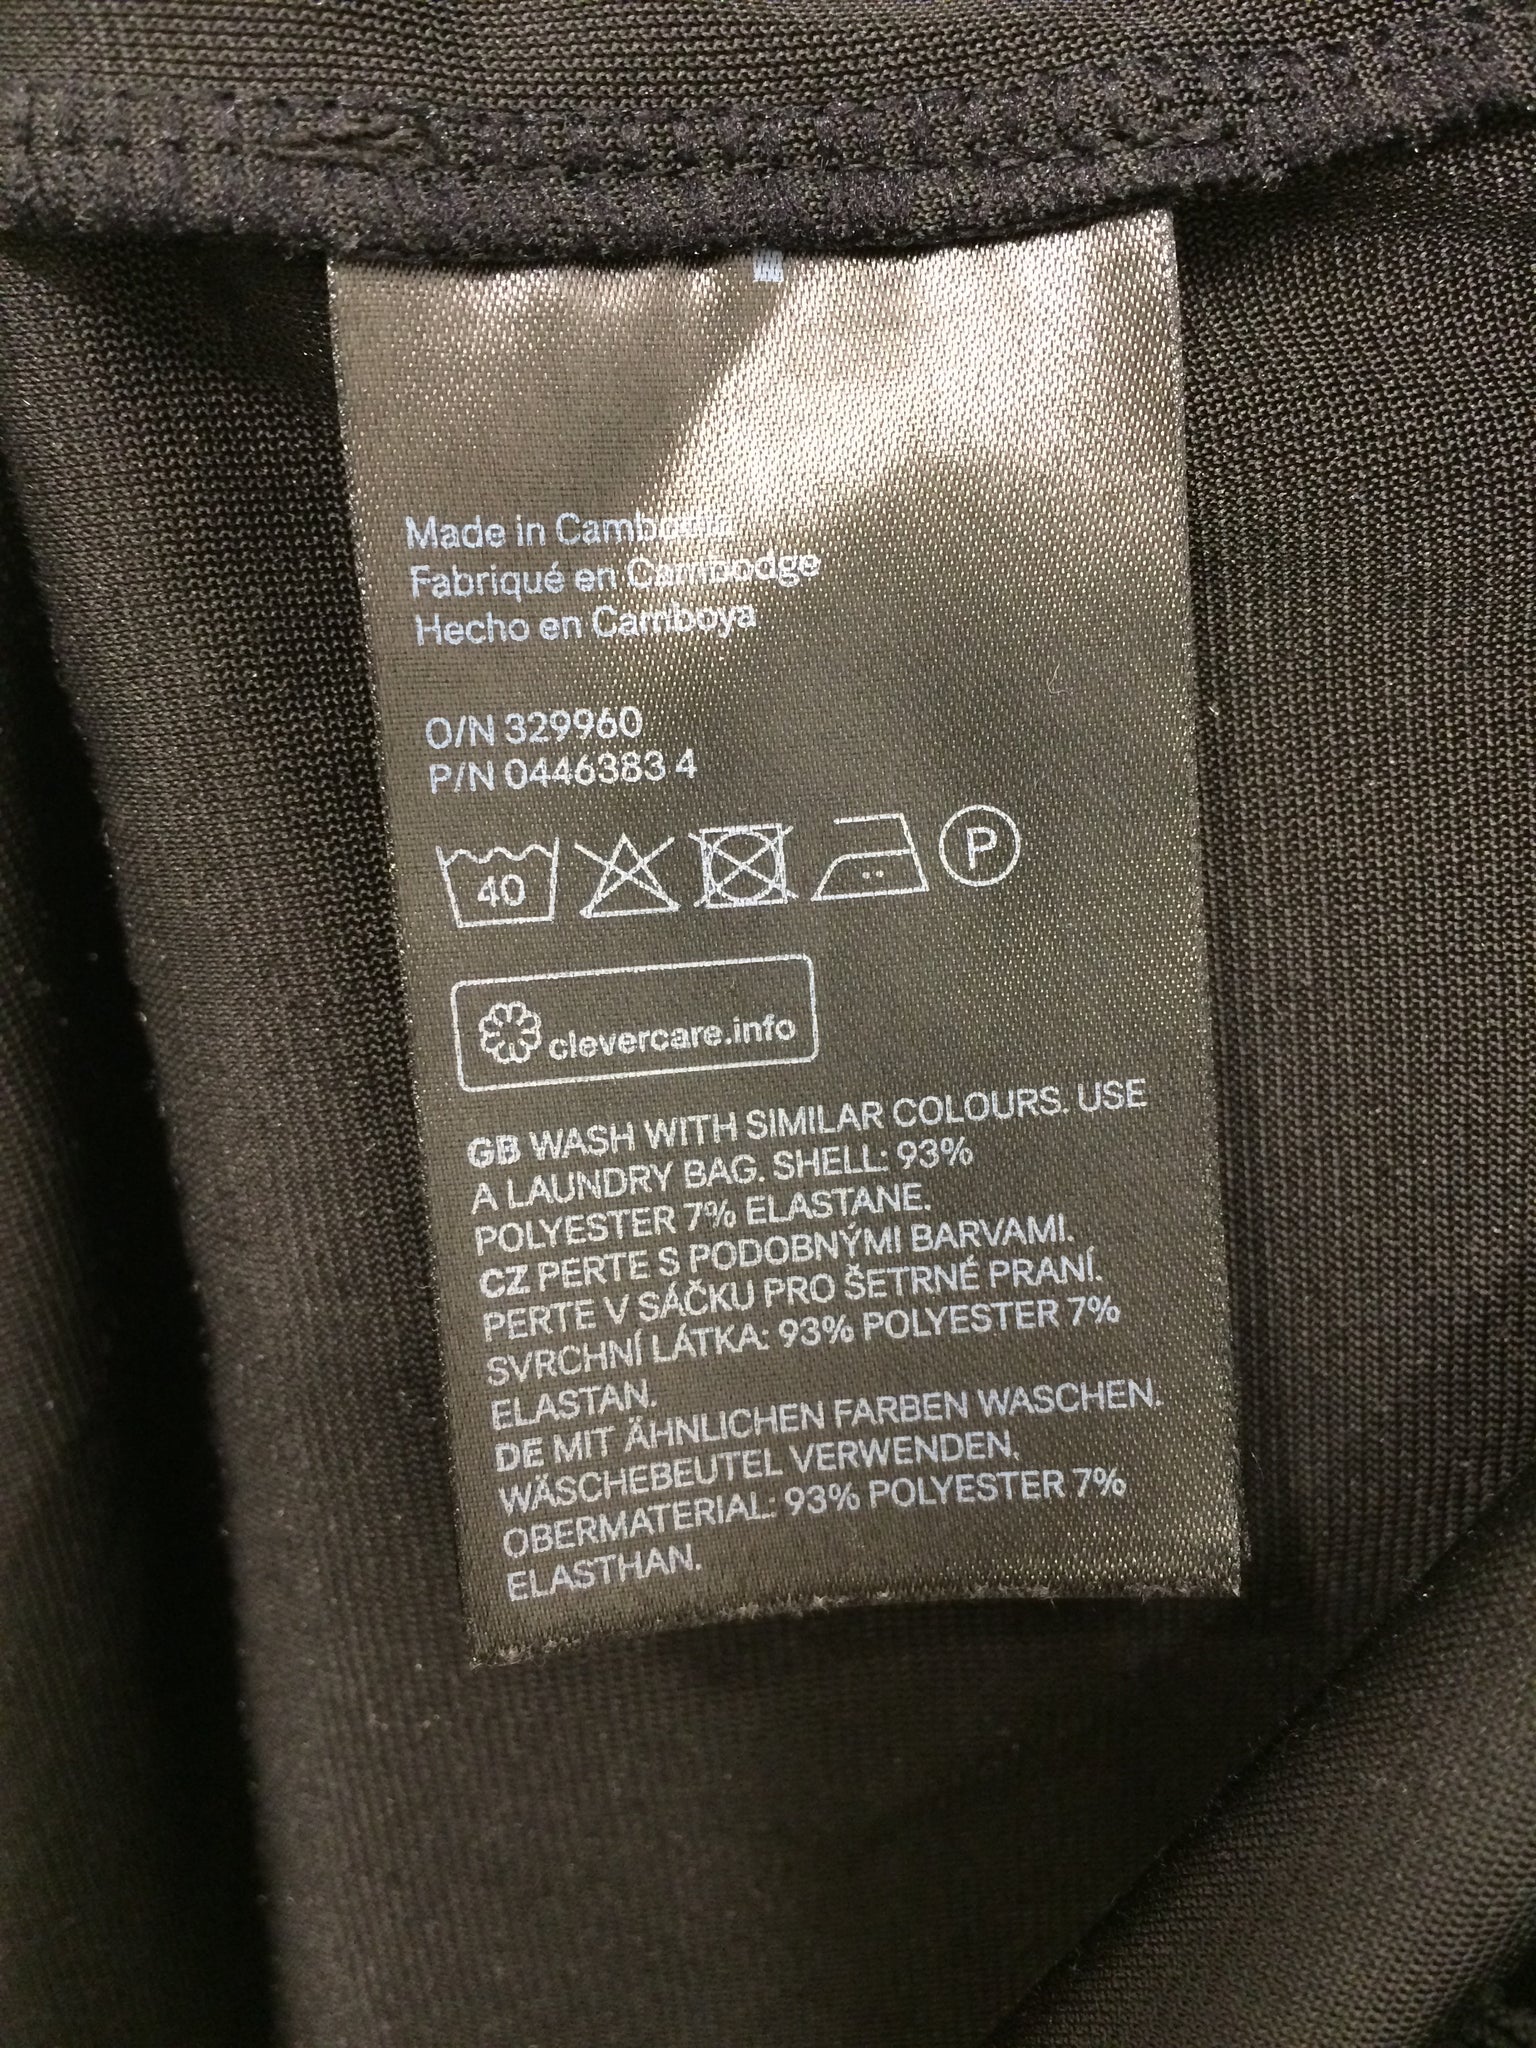 Made in Cambodia
Fabriqué en Cambodge
Hecho en Camboya
O/N 329960
P/N 0446383 4
40 P
clevercare.info
GB WASH WITH SIMILAR COLOURS. USE
A LAUNDRY BAG. SHELL: 93%
POLYESTER 7% ELASTANE.
CZ PERTE S PODOBNÝMI BARVAMI.
PERTE V SÁČKU PRO ŠETRNÉ PRANÍ.
SVRCHNÍ LÁTKA: 93% POLYESTER 7%
ELASTAN.
DE MIT ÄHNLICHEN FARBEN WASCHEN.
WÄSCHEBEUTEL VERWENDEN.
OBERMATERIAL: 93% POLYESTER 7%
ELASTHAN.